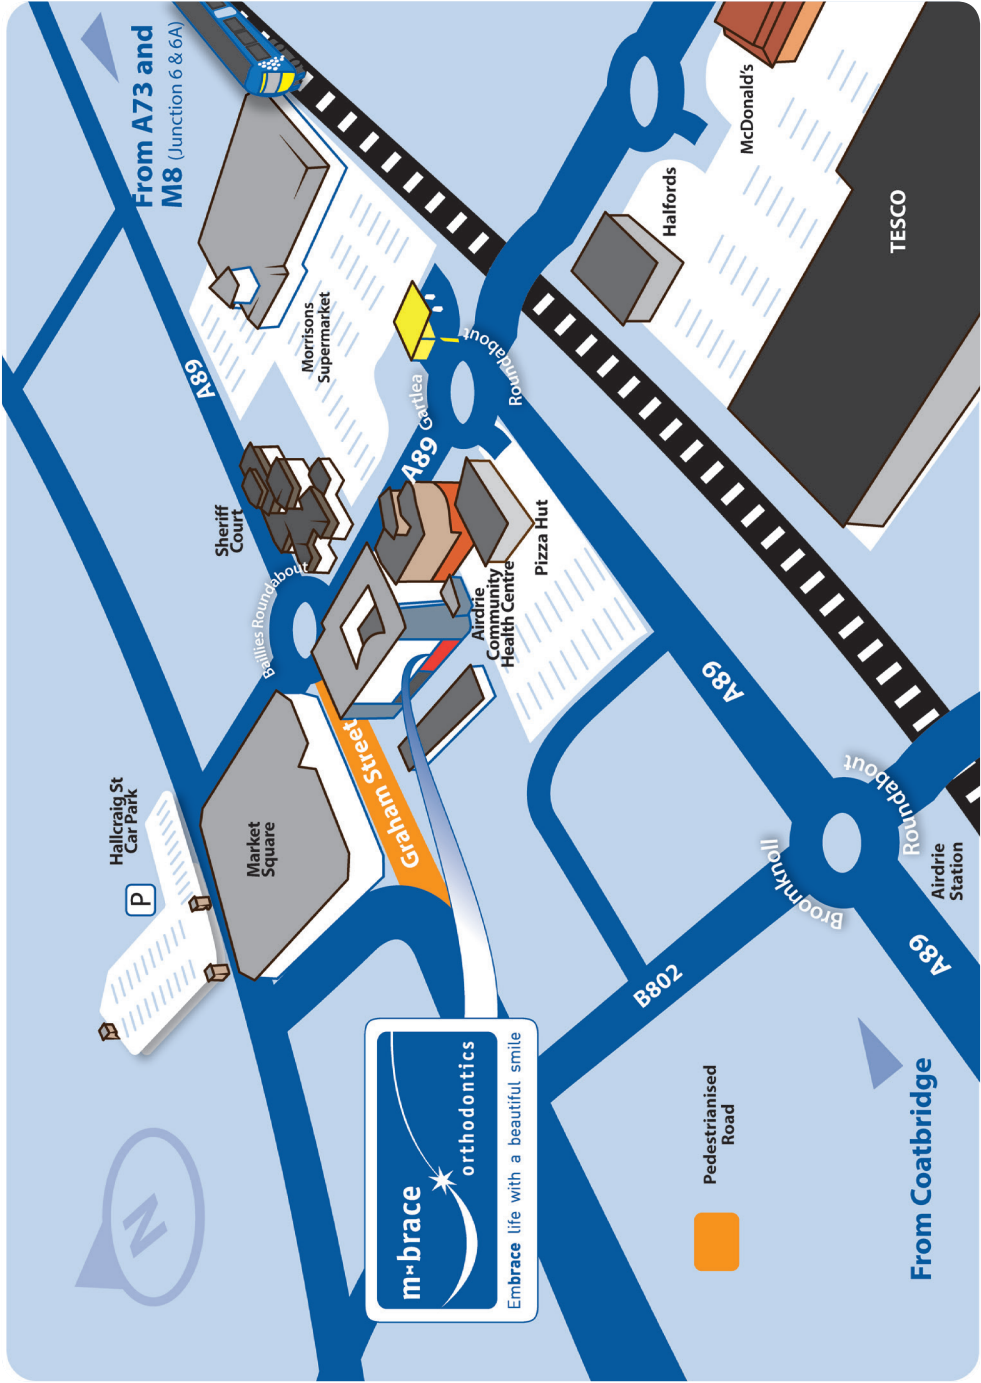 From A73 and
M8 (Junction 6 & 6A)
A89
Morrisons
Supermarket
Sheriff
Court
Baillies Roundabout
A89
Gartlea
Roundabout
Halfords
McDonald's
TESCO
Pizza Hut
Airdrie
Community
Health Centre
Hallcraig St
Car Park
P
Market
Square
Graham Street
A89
Broomknoll
Roundabout
Airdrie
Station
A89
B802
N
m·brace
orthodontics
Embrace life with a beautiful smile
Pedestrianised
Road
From Coatbridge